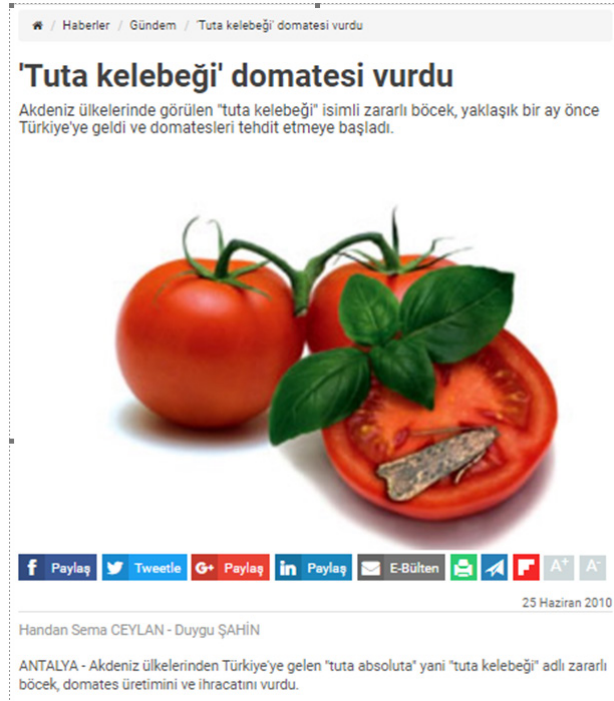 / Haberler / Gündem / 'Tuta kelebeği' domatesi vurdu
'Tuta kelebeği' domatesi vurdu
Akdeniz ülkelerinde görülen "tuta kelebeği" isimli zararlı böcek, yaklaşık bir ay önce
Türkiye'ye geldi ve domatesleri tehdit etmeye başladı.
f Paylaş Tweetle G+ Paylaş in Paylaş E-Bülten A+ A-
25 Haziran 2010
Handan Sema CEYLAN - Duygu ŞAHİN
ANTALYA - Akdeniz ülkelerinden Türkiye'ye gelen "tuta absoluta" yani "tuta kelebeği" adlı zararlı
böcek, domates üretimini ve ihracatını vurdu.